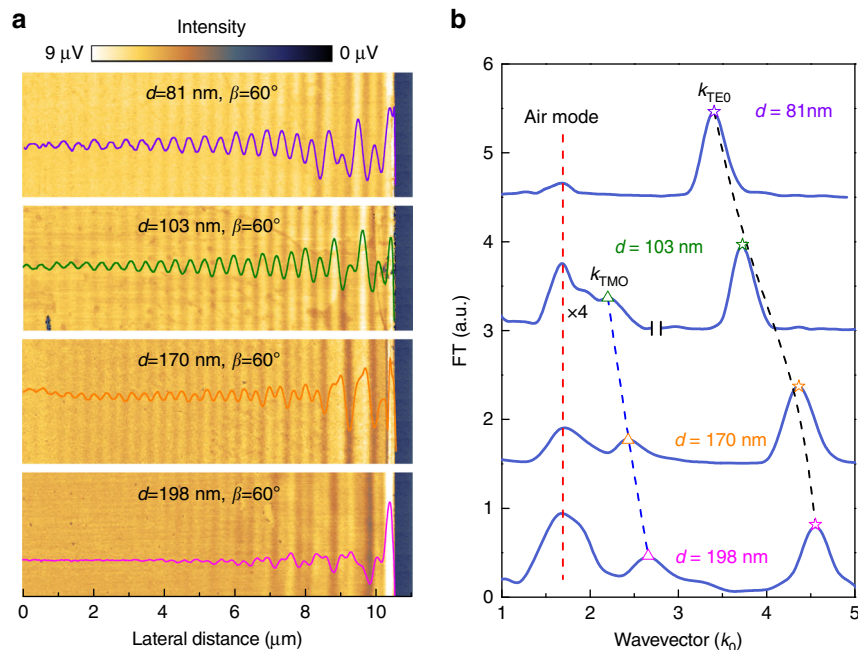 a
Intensity
9 μV
0 μV
d=81 nm, β=60°
d=103 nm, β=60°
d=170 nm, β=60°
d=198 nm, β=60°
0 2 4 6 8 10
Lateral distance (μm)
b
6
5
4
3
2
1
0
FT (a.u.)
kTE0
Air mode
d = 81nm
d = 103 nm
kTMO
×4
d = 170 nm
d = 198 nm
1 2 3 4 5
Wavevector (k0)